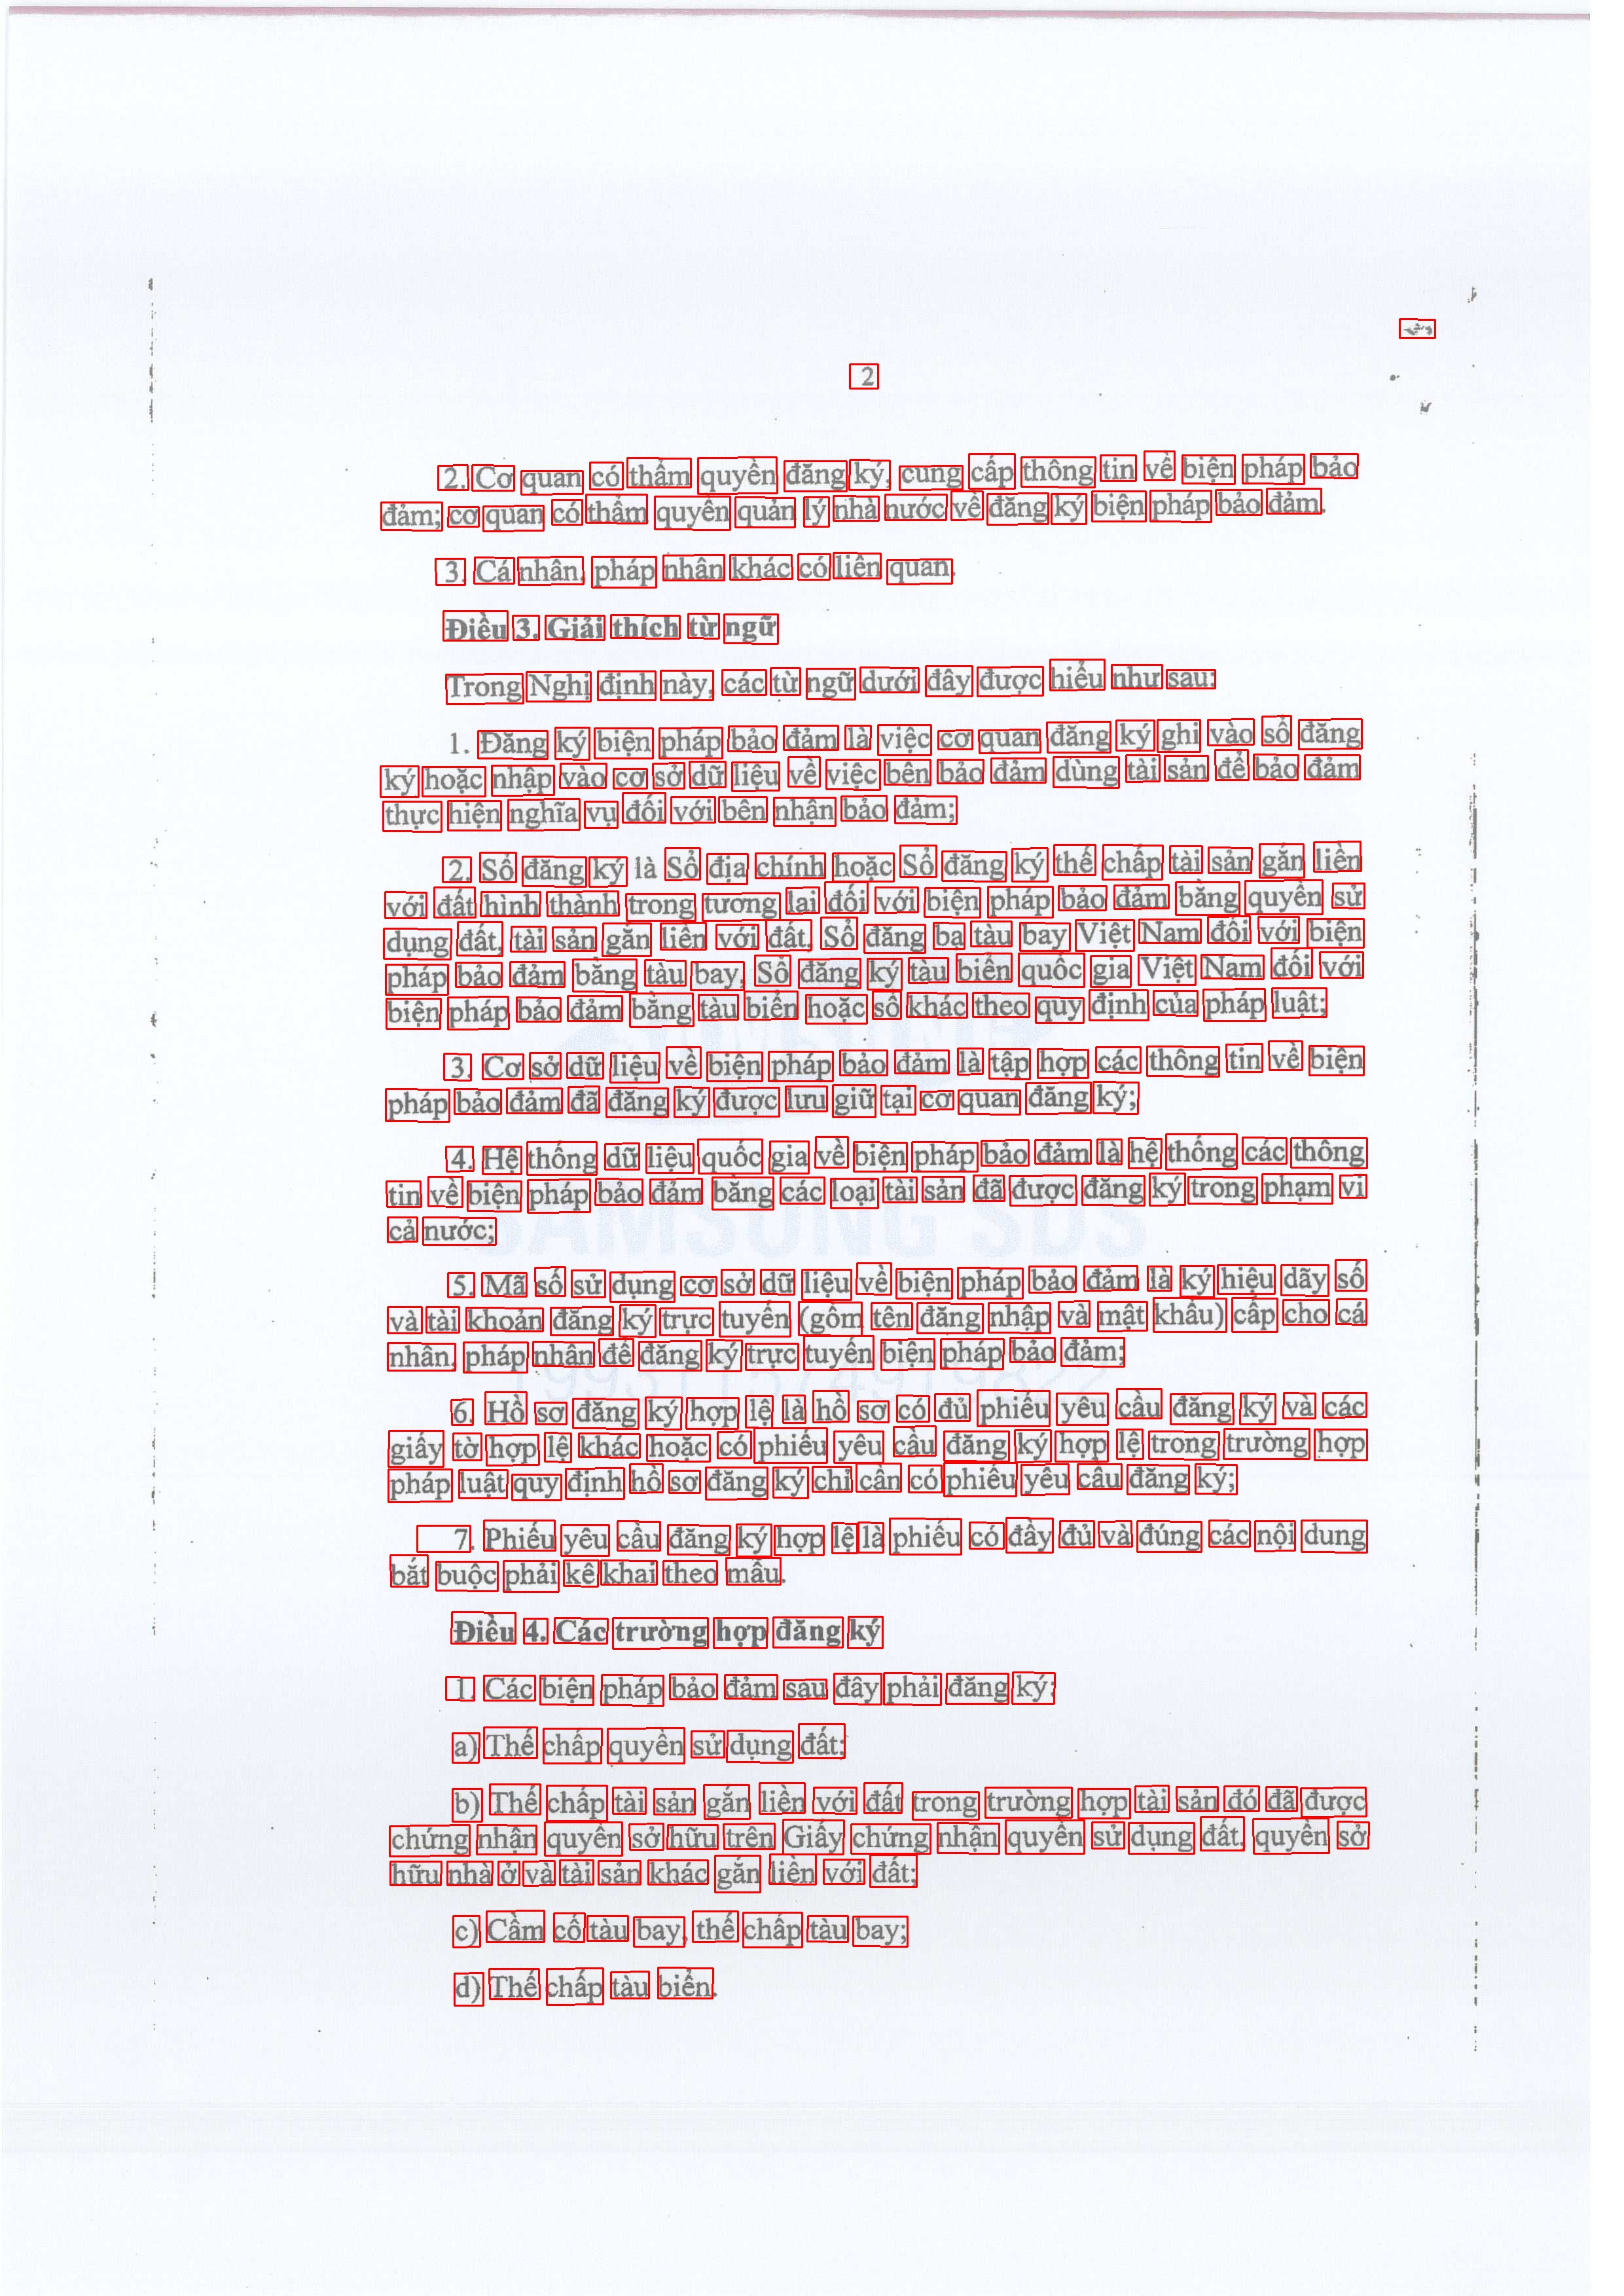 2
2. Cơ quan có thẩm quyền đăng ký, cung cấp thông tin về biện pháp bảo
đảm; cơ quan có thẩm quyền quản lý nhà nước về đăng ký biện pháp bảo đảm.
3. Cá nhân, pháp nhân khác có liên quan.
Điều 3. Giải thích từ ngữ
Trong Nghị định này, các từ ngữ dưới đây được hiểu như sau:
1. Đăng ký biện pháp bảo đảm là việc cơ quan đăng ký ghi vào sổ đăng
ký hoặc nhập vào cơ sở dữ liệu về việc bên bảo đảm dùng tài sản để bảo đảm
thực hiện nghĩa vụ đối với bên nhận bảo đảm;
2. Sổ đăng ký là Sổ địa chính hoặc Sổ đăng ký thế chấp tài sản gắn liền
với đất hình thành trong tương lai đối với biện pháp bảo đảm bằng quyền sử
dụng đất, tài sản gắn liền với đất, Sổ đăng bạ tàu bay Việt Nam đối với biện
pháp bảo đảm bằng tàu bay, Sổ đăng ký tàu biển quốc gia Việt Nam đối với
biện pháp bảo đảm bằng tàu biển hoặc sổ khác theo quy định của pháp luật;
3. Cơ sở dữ liệu về biện pháp bảo đảm là tập hợp các thông tin về biện
pháp bảo đảm đã đăng ký được lưu giữ tại cơ quan đăng ký;
4. Hệ thống dữ liệu quốc gia về biện pháp bảo đảm là hệ thống các thông
tin về biện pháp bảo đảm bằng các loại tài sản đã được đăng ký trong phạm vi
SAMSUNG SDS
cả nước;
5. Mã số sử dụng cơ sở dữ liệu về biện pháp bảo đảm là ký hiệu dãy số
và tài khoản đăng ký trực tuyến (gồm tên đăng nhập và mật khẩu) cấp cho cá
nhân, pháp nhân để đăng ký trực tuyến biện pháp bảo đảm;
6. Hồ sơ đăng ký hợp lệ là hồ sơ có đủ phiếu yêu cầu đăng ký và các
giấy tờ hợp lệ khác hoặc có phiếu yêu cầu đăng ký hợp lệ trong trường hợp
pháp luật quy định hồ sơ đăng ký chỉ cần có phiếu yêu cầu đăng ký;
7. Phiếu yêu cầu đăng ký hợp lệ là phiếu có đầy đủ và đúng các nội dung
bắt buộc phải kê khai theo mẫu.
Điều 4. Các trường hợp đăng ký
1. Các biện pháp bảo đảm sau đây phải đăng ký:
a) Thế chấp quyền sử dụng đất;
b) Thế chấp tài sản gắn liền với đất trong trường hợp tài sản đó đã được
chứng nhận quyền sở hữu trên Giấy chứng nhận quyền sử dụng đất, quyền sở
hữu nhà ở và tài sản khác gắn liền với đất;
c) Cầm cố tàu bay, thế chấp tàu bay;
d) Thế chấp tàu biển.